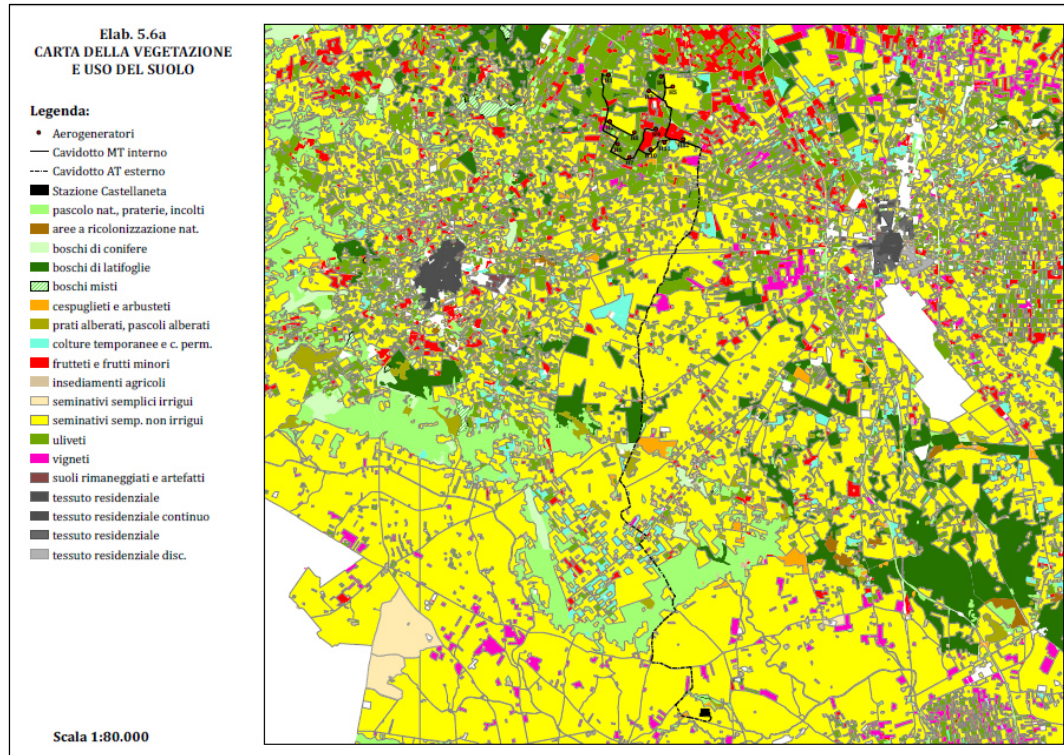 Elab. 5.6a
CARTA DELLA VEGETAZIONE
E USO DEL SUOLO
Legenda:
Aerogeneratori
Cavidotto MT interno
Cavidotto AT esterno
Stazione Castellaneta
pascolo nat., praterie, incolti
aree a ricolonizzazione nat.
boschi di conifere
boschi di latifoglie
boschi misti
cespuglieti e arbusteti
prati alberati, pascoli alberati
colture temporanee e c. perm.
frutteti e frutti minori
insediamenti agricoli
seminativi semplici irrigui
seminativi semp. non irrigui
uliveti
vigneti
suoli rimaneggiati e artefatti
tessuto residenziale
tessuto residenziale continuo
tessuto residenziale
tessuto residenziale disc.
Scala 1:80.000